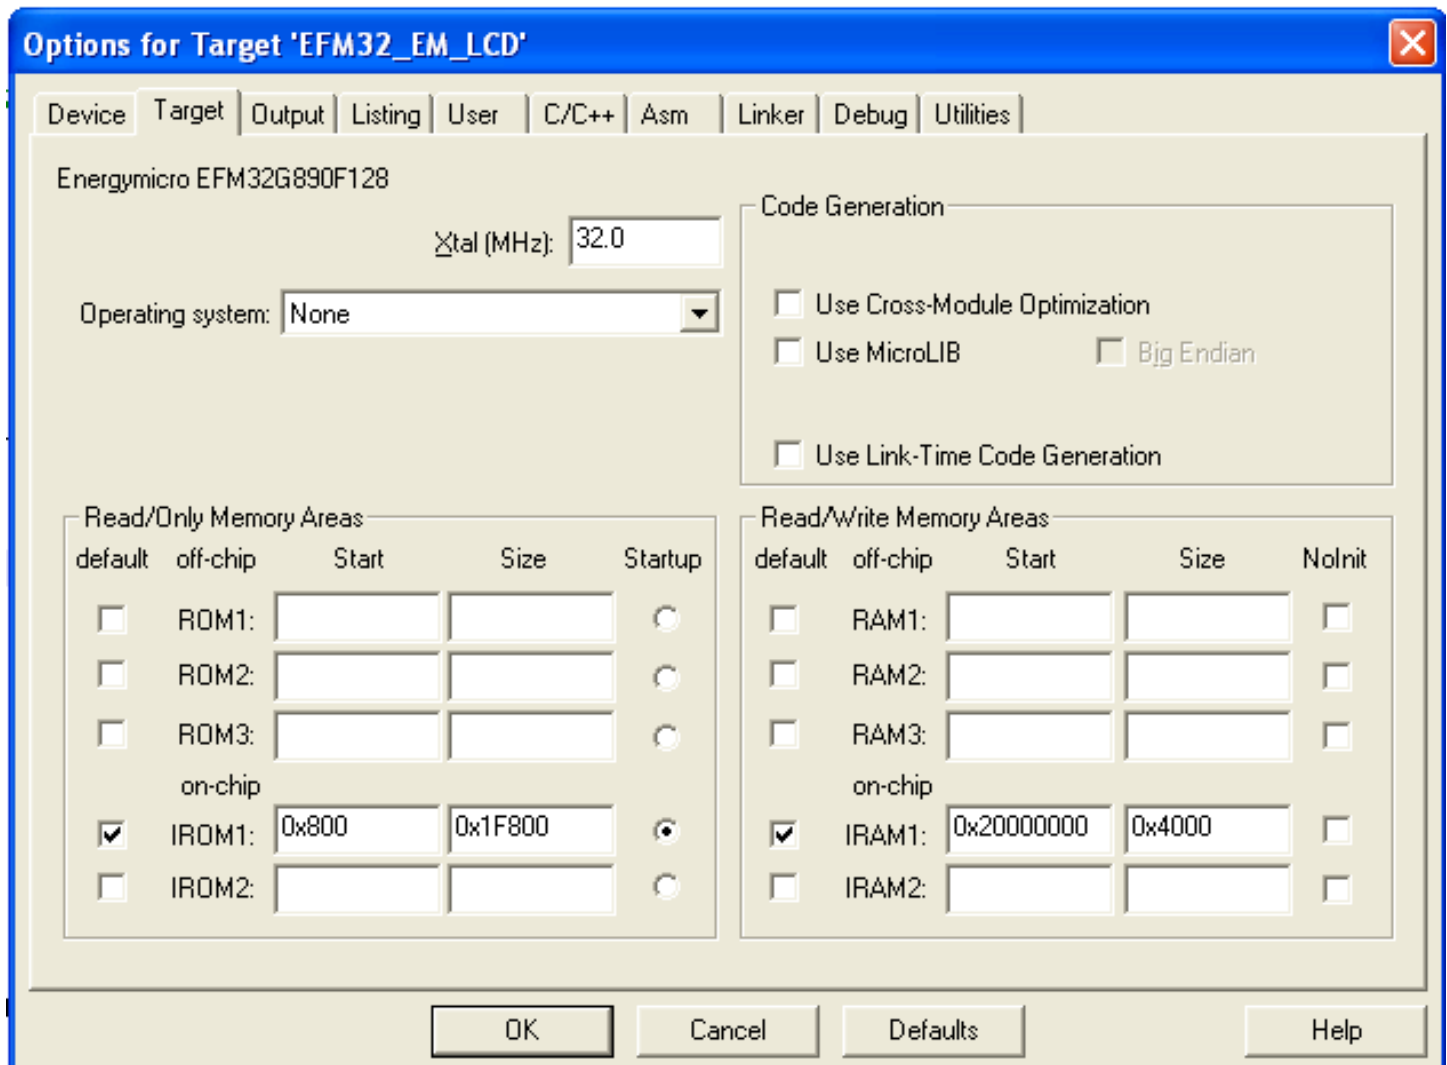 Options for Target 'EFM32_EM_LCD'
Device Target Output Listing User C/C++ Asm Linker Debug Utilities
Energymicro EFM32G890F128
Xtal (MHz): 32.0
Operating system: None
Code Generation
Use Cross-Module Optimization
Use MicroLIB Big Endian
Use Link-Time Code Generation
Read/Only Memory Areas
default off-chip Start Size Startup
ROM1:
ROM2:
ROM3:
on-chip
IROM1: 0x800 0x1F800
IROM2:
Read/Write Memory Areas
default off-chip Start Size NoInit
RAM1:
RAM2:
RAM3:
on-chip
IRAM1: 0x20000000 0x4000
IRAM2:
OK Cancel Defaults Help